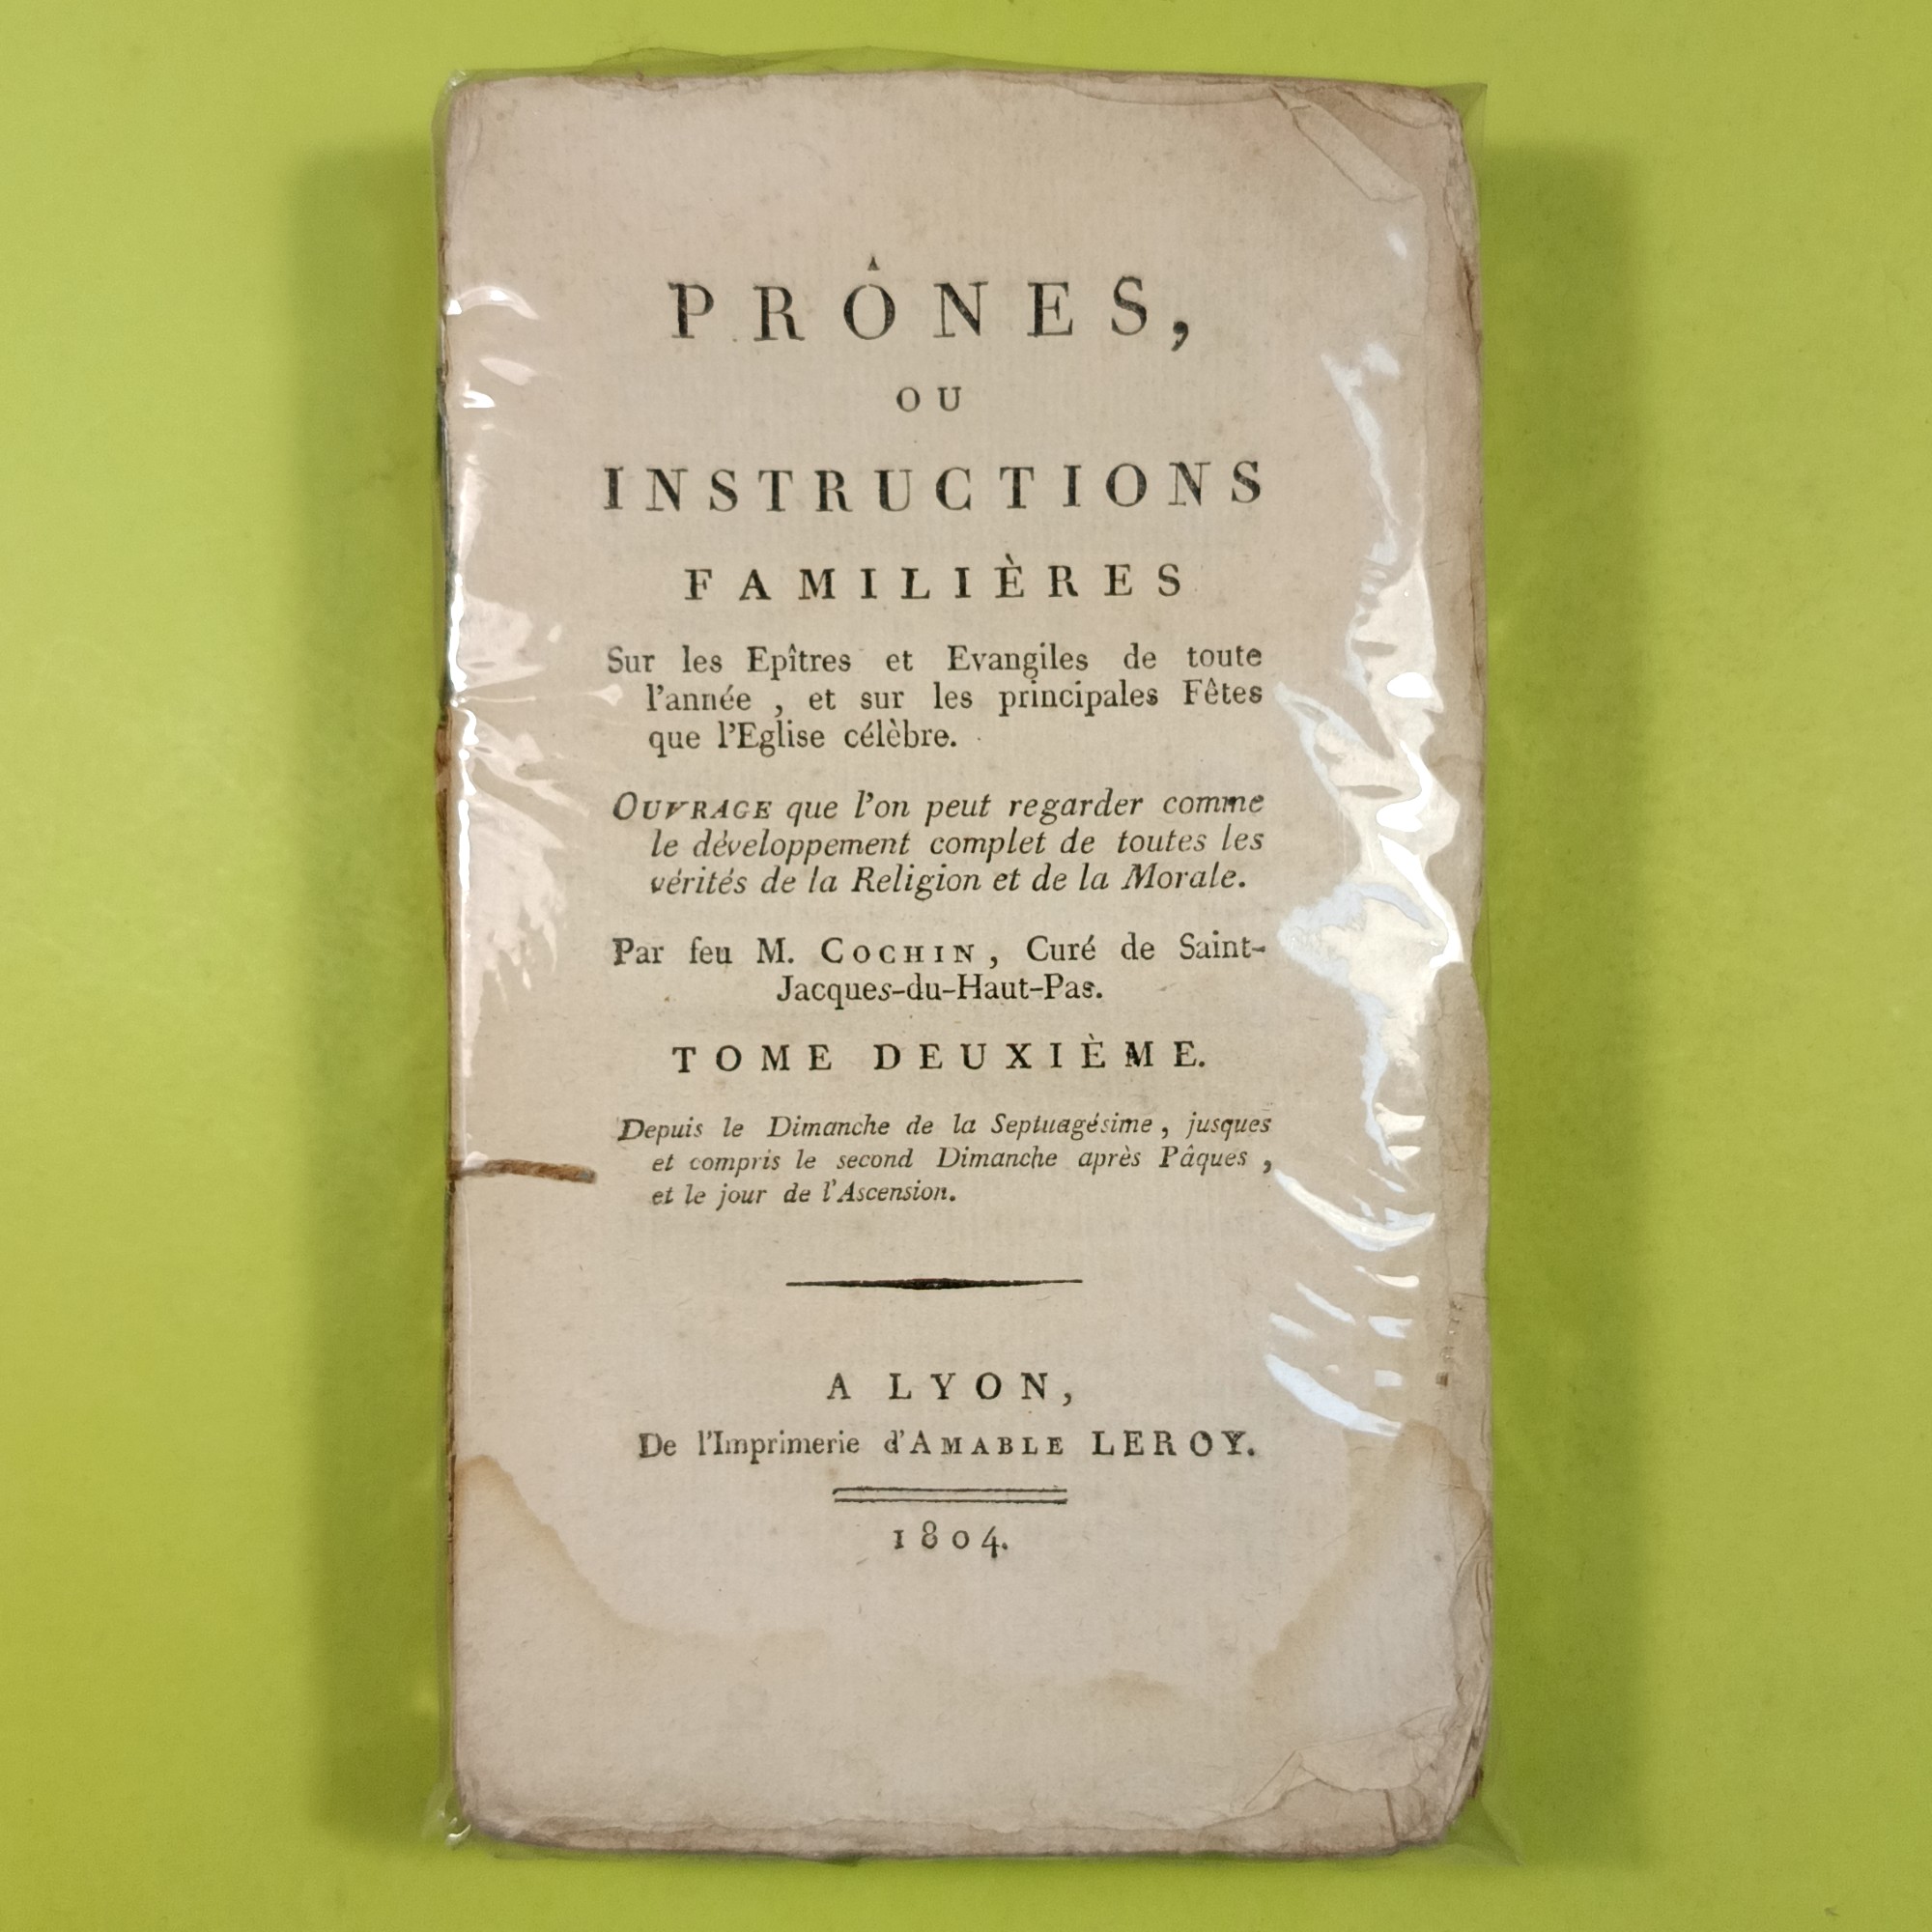 PRÔNES,
OU
INSTRUCTIONS
FAMILIÈRES
Sur les Epîtres et Evangiles de toute
l'année , et sur les principales Fêtes
que l'Eglise célèbre.
OUVRAGE que l'on peut regarder comme
le développement complet de toutes les
vérités de la Religion et de la Morale.
Par feu M. COCHIN , Curé de Saint-
Jacques-du-Haut-Pas.
TOME DEUXIÈME.
Depuis le Dimanche de la Septuagésime , jusques
et compris le second Dimanche après Pâques ,
et le jour de l'Ascension.
A LYON,
De l'Imprimerie d'AMABLE LEROY.
1804.